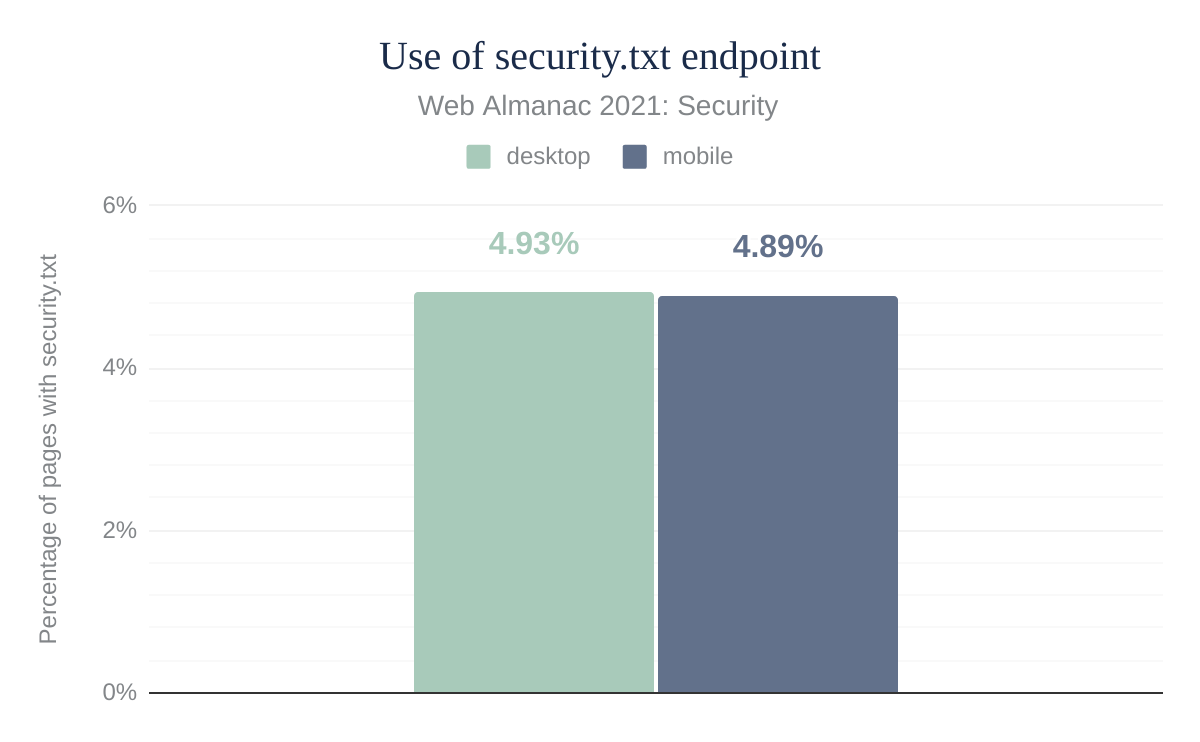 Use of security.txt endpoint
Web Almanac 2021: Security
desktop mobile
6%
4.93% 4.89%
4%
2%
0%
Percentage of pages with security.txt